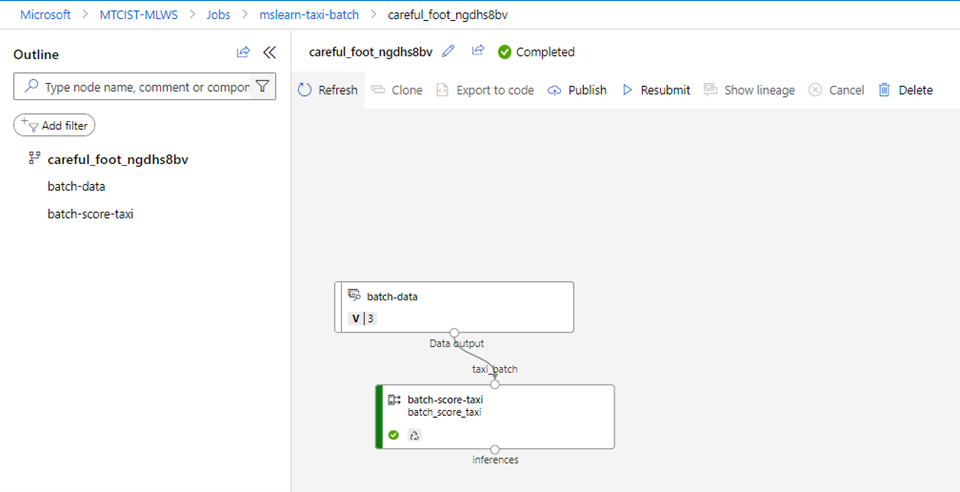 Microsoft > MTCIST-MLWS > Jobs > mslearn-taxi-batch > careful_foot_ngdhs8bv
Outline
Type node name, comment or compon
Add filter
careful_foot_ngdhs8bv
batch-data
batch-score-taxi
careful_foot_ngdhs8bv Completed
Refresh Clone Export to code Publish Resubmit Show lineage Cancel Delete
batch-data
V | 3
Data output
taxi_batch
batch-score-taxi
batch_score_taxi
inferences